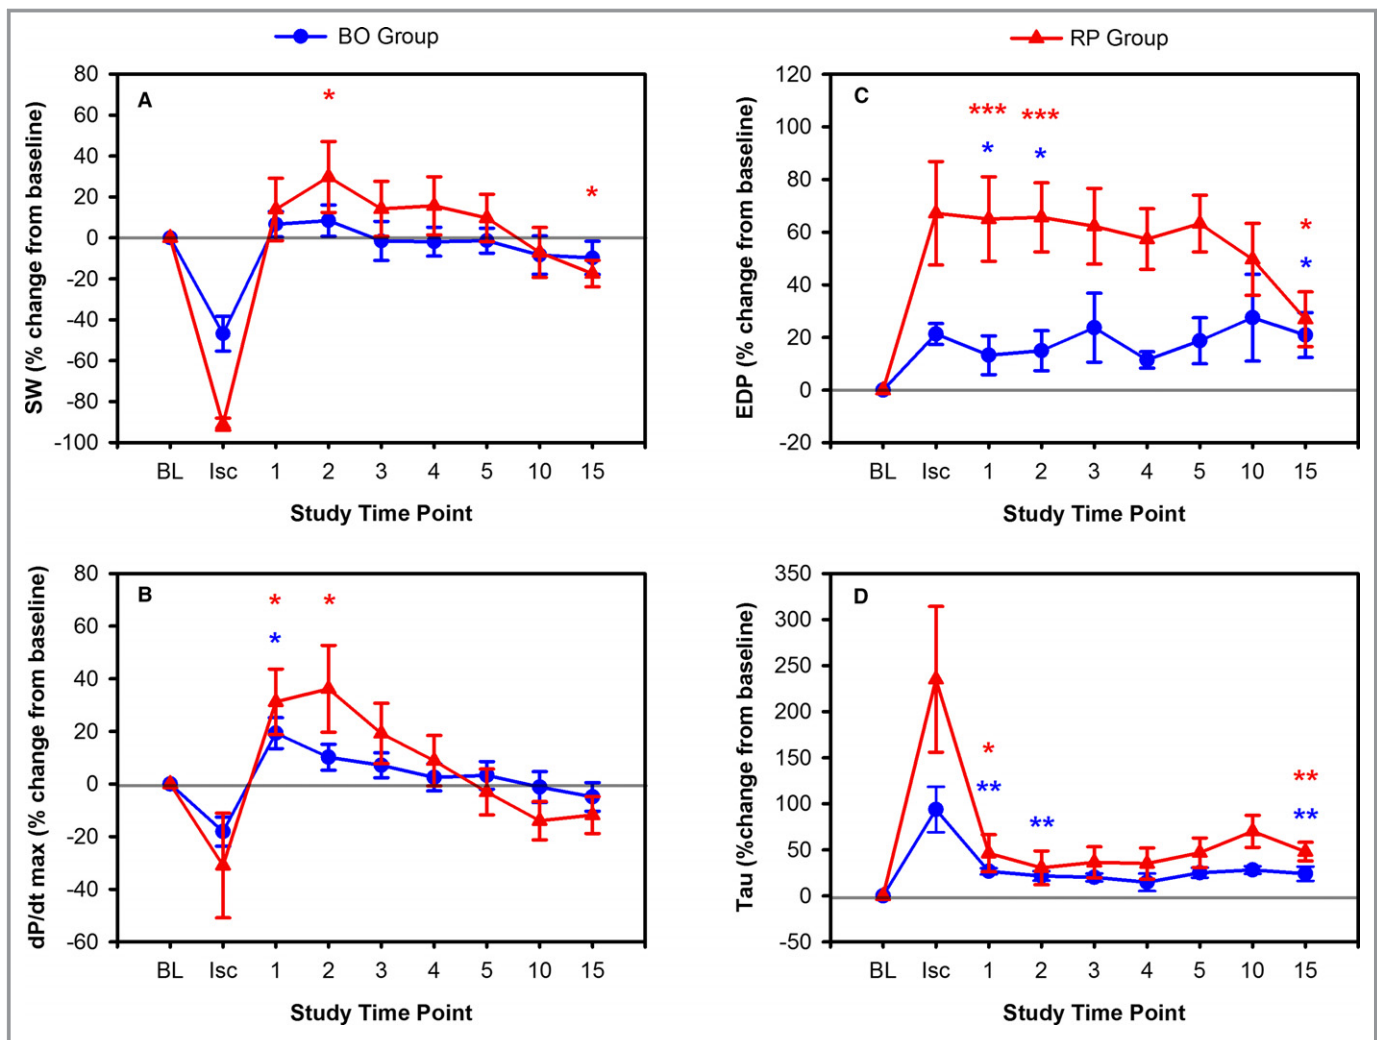 BO Group
RP Group
A
SW (% change from baseline)
80
60
40
20
0
-20
-40
-60
-80
-100
*
*
BL Isc 1 2 3 4 5 10 15
Study Time Point
C
EDP (% change from baseline)
120
100
80
60
40
20
0
-20
*** ***
* *
*
*
BL Isc 1 2 3 4 5 10 15
Study Time Point
B
dP/dt max (% change from baseline)
80
60
40
20
0
-20
-40
-60
* *
*
BL Isc 1 2 3 4 5 10 15
Study Time Point
D
Tau (%change from baseline)
350
300
250
200
150
100
50
0
-50
*
** **
**
**
BL Isc 1 2 3 4 5 10 15
Study Time Point